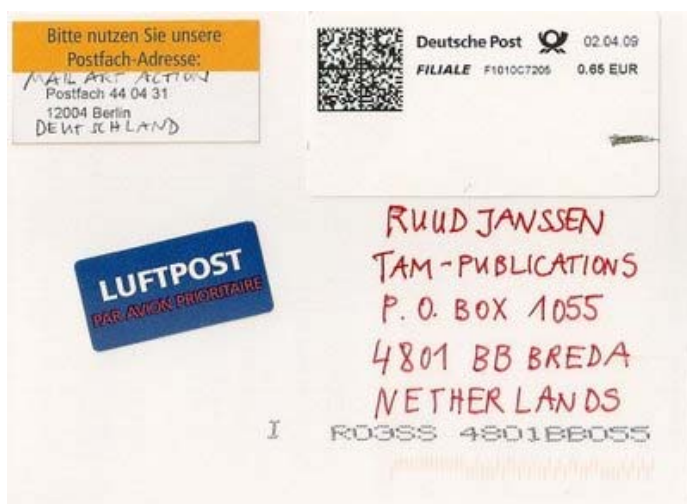 Bitte nutzen Sie unsere
Postfach-Adresse:
MAIL ART ACTION
Postfach 44 04 31
12004 Berlin
DEUTSCHLAND
Deutsche Post 02.04.09
FILIALE F1010C7205 0.65 EUR
LUFTPOST
PAR AVION PRIORITAIRE
RUUD JANSSEN
TAM-PUBLICATIONS
P.O. BOX 1055
4801 BB BREDA
NETHERLANDS
I R03SS 4801BB055